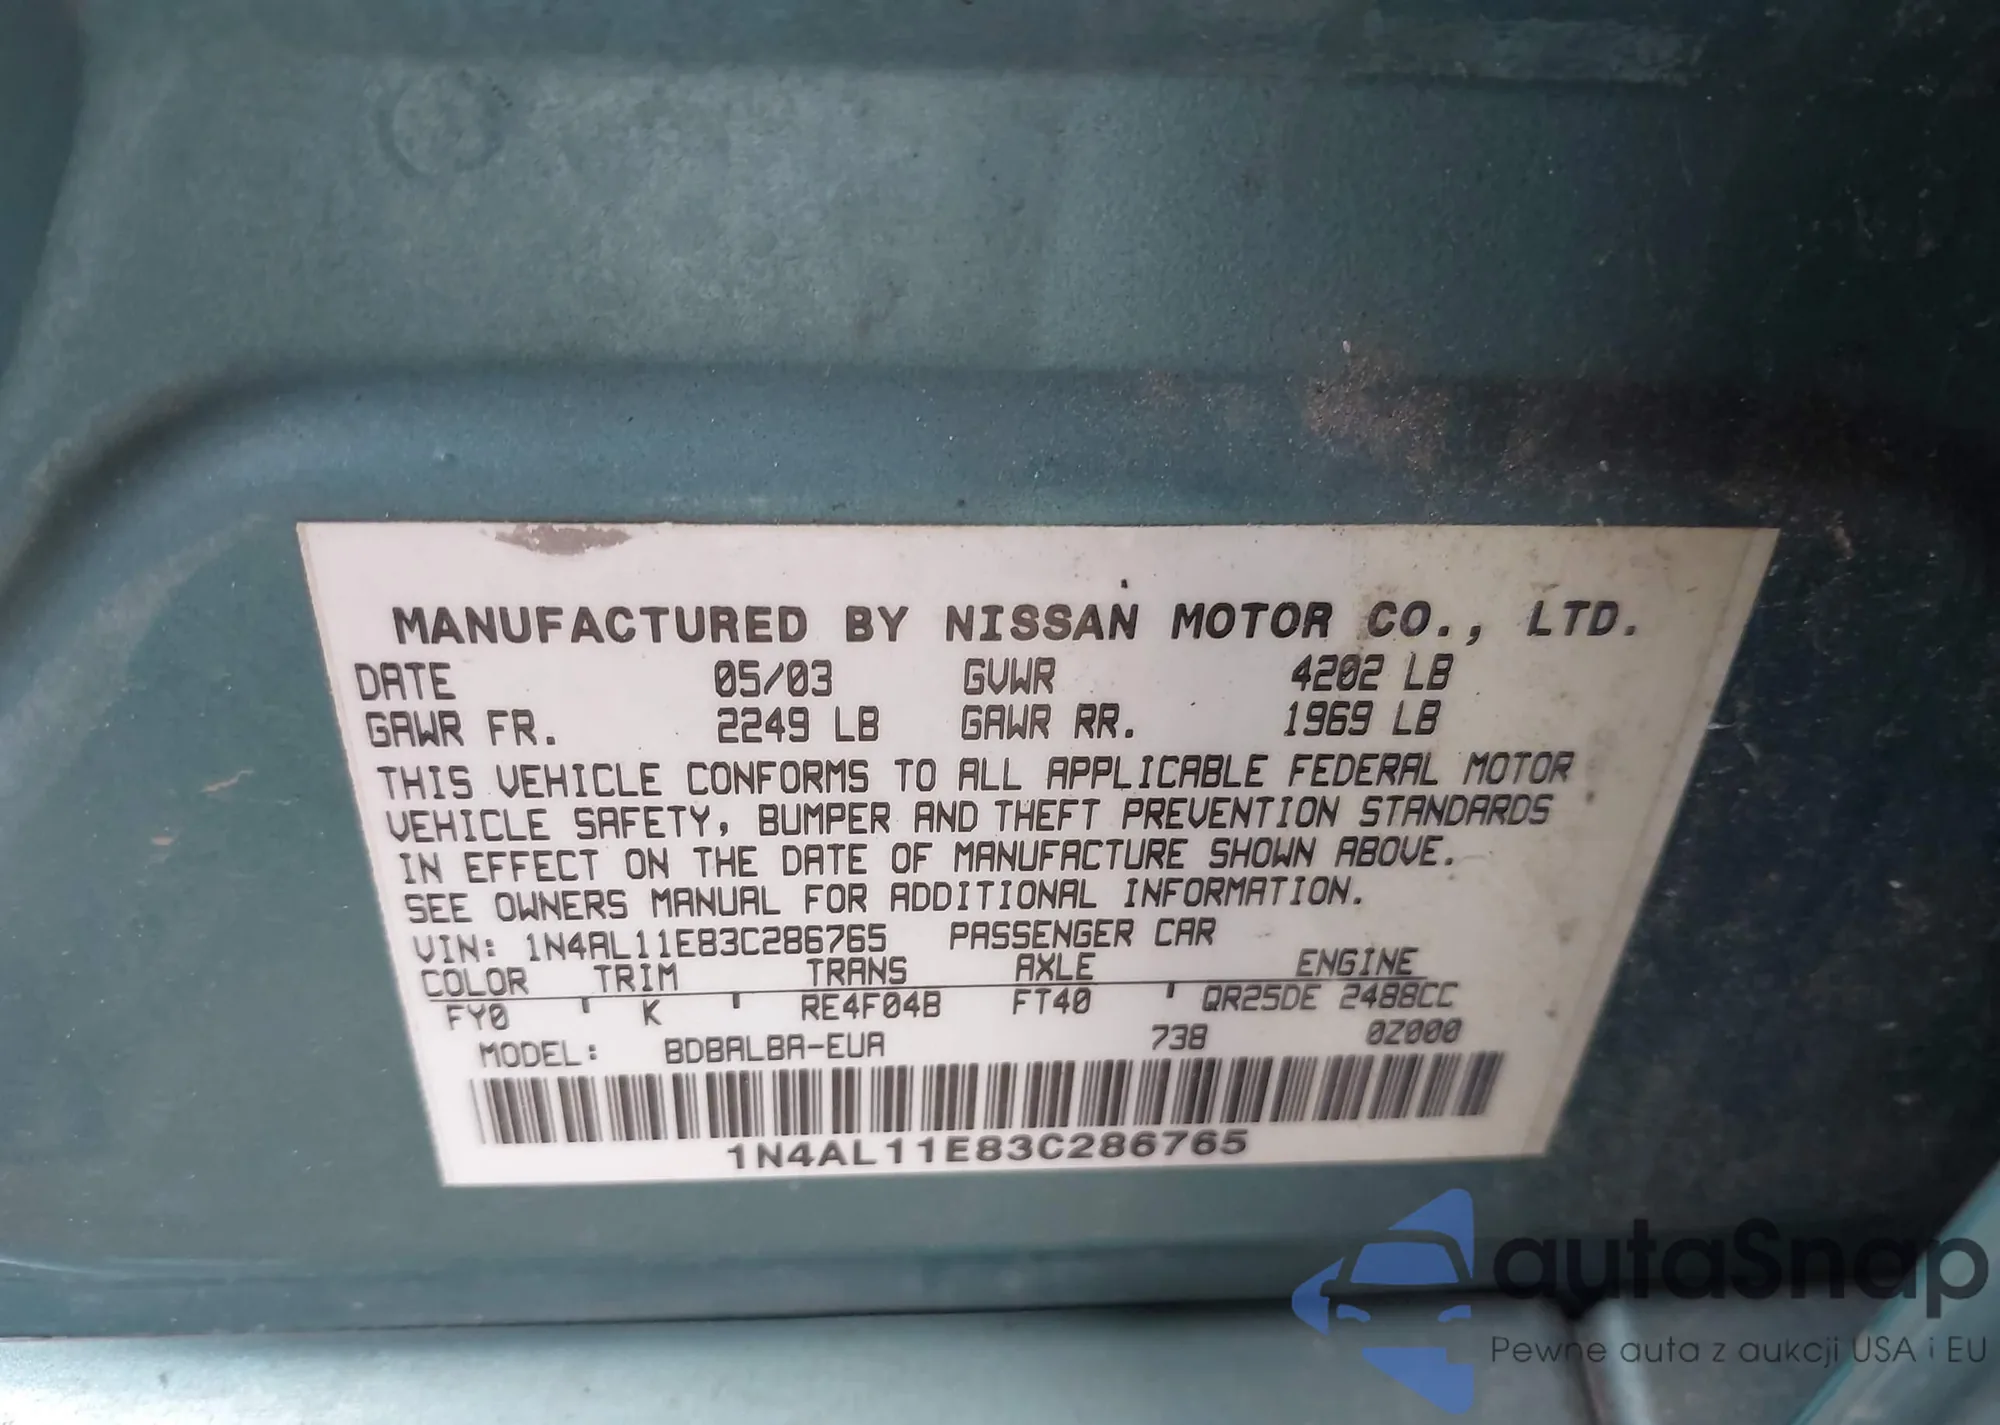 MANUFACTURED BY NISSAN MOTOR CO., LTD.
DATE 05/03 GVWR 4202 LB
GAWR FR. 2249 LB GAWR RR. 1969 LB
THIS VEHICLE CONFORMS TO ALL APPLICABLE FEDERAL MOTOR
VEHICLE SAFETY, BUMPER AND THEFT PREVENTION STANDARDS
IN EFFECT ON THE DATE OF MANUFACTURE SHOWN ABOVE.
SEE OWNERS MANUAL FOR ADDITIONAL INFORMATION.
VIN: 1N4AL11E83C286765 PASSENGER CAR
COLOR TRIM TRANS AXLE ENGINE
FY0 ' K ' RE4F04B FT40 ' QR25DE 2488CC
MODEL: BDBALBA-EUA 738 0Z000
1N4AL11E83C286765
autaSnap
Pewne auta z aukcji USA i EU